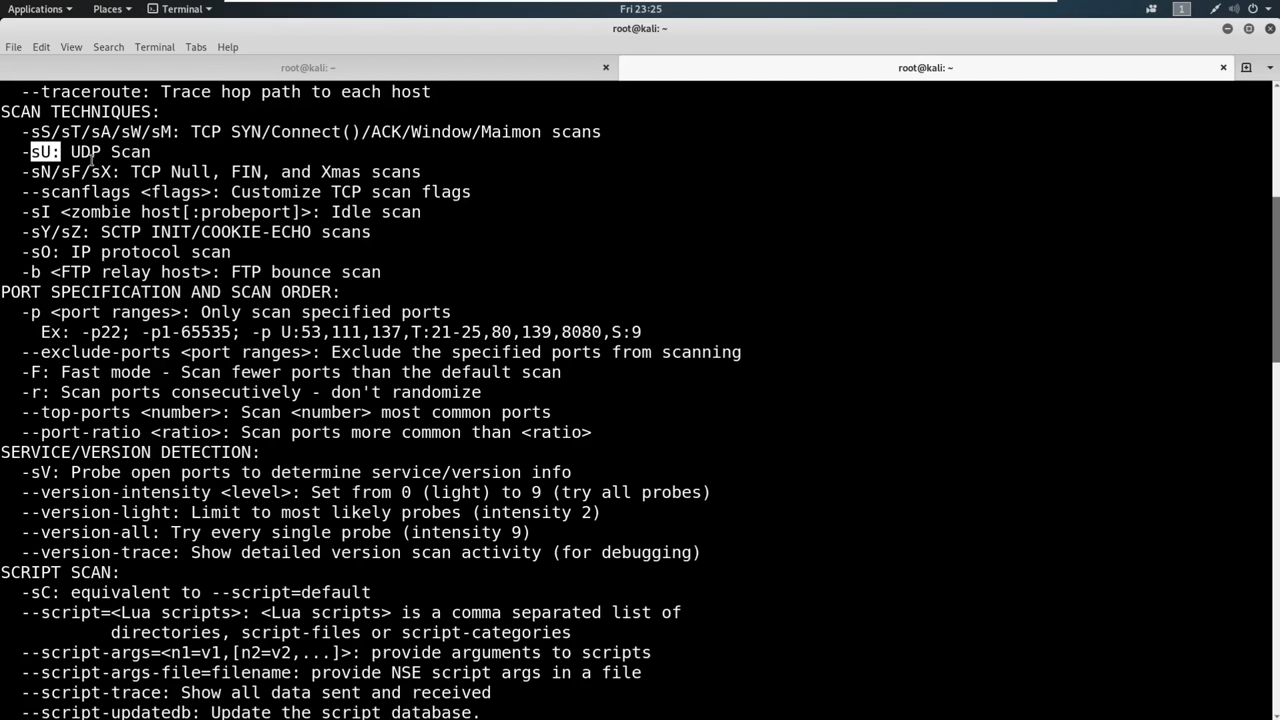 Applications
Places
Terminal
Fri 23:25
1
root@kali: ~
File Edit View Search Terminal Tabs Help
root@kali: ~
root@kali: ~
--traceroute: Trace hop path to each host
SCAN TECHNIQUES:
-sS/sT/sA/sW/sM: TCP SYN/Connect()/ACK/Window/Maimon scans
-sU: UDP Scan
-sN/sF/sX: TCP Null, FIN, and Xmas scans
--scanflags <flags>: Customize TCP scan flags
-sI <zombie host[:probeport]>: Idle scan
-sY/sZ: SCTP INIT/COOKIE-ECHO scans
-sO: IP protocol scan
-b <FTP relay host>: FTP bounce scan
PORT SPECIFICATION AND SCAN ORDER:
-p <port ranges>: Only scan specified ports
Ex: -p22; -p1-65535; -p U:53,111,137,T:21-25,80,139,8080,S:9
--exclude-ports <port ranges>: Exclude the specified ports from scanning
-F: Fast mode - Scan fewer ports than the default scan
-r: Scan ports consecutively - don't randomize
--top-ports <number>: Scan <number> most common ports
--port-ratio <ratio>: Scan ports more common than <ratio>
SERVICE/VERSION DETECTION:
-sV: Probe open ports to determine service/version info
--version-intensity <level>: Set from 0 (light) to 9 (try all probes)
--version-light: Limit to most likely probes (intensity 2)
--version-all: Try every single probe (intensity 9)
--version-trace: Show detailed version scan activity (for debugging)
SCRIPT SCAN:
-sC: equivalent to --script=default
--script=<Lua scripts>: <Lua scripts> is a comma separated list of
directories, script-files or script-categories
--script-args=<n1=v1,[n2=v2,...]>: provide arguments to scripts
--script-args-file=filename: provide NSE script args in a file
--script-trace: Show all data sent and received
--script-updatedb: Update the script database.